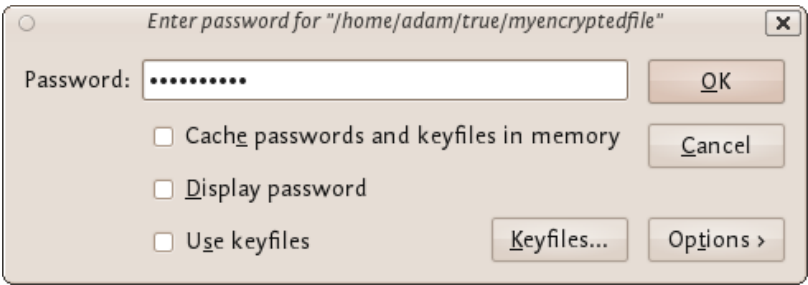 Enter password for "/home/adam/true/myencryptedfile"
Password: •••••••••• OK
Cache passwords and keyfiles in memory
Cancel
Display password
Use keyfiles Keyfiles... Options >